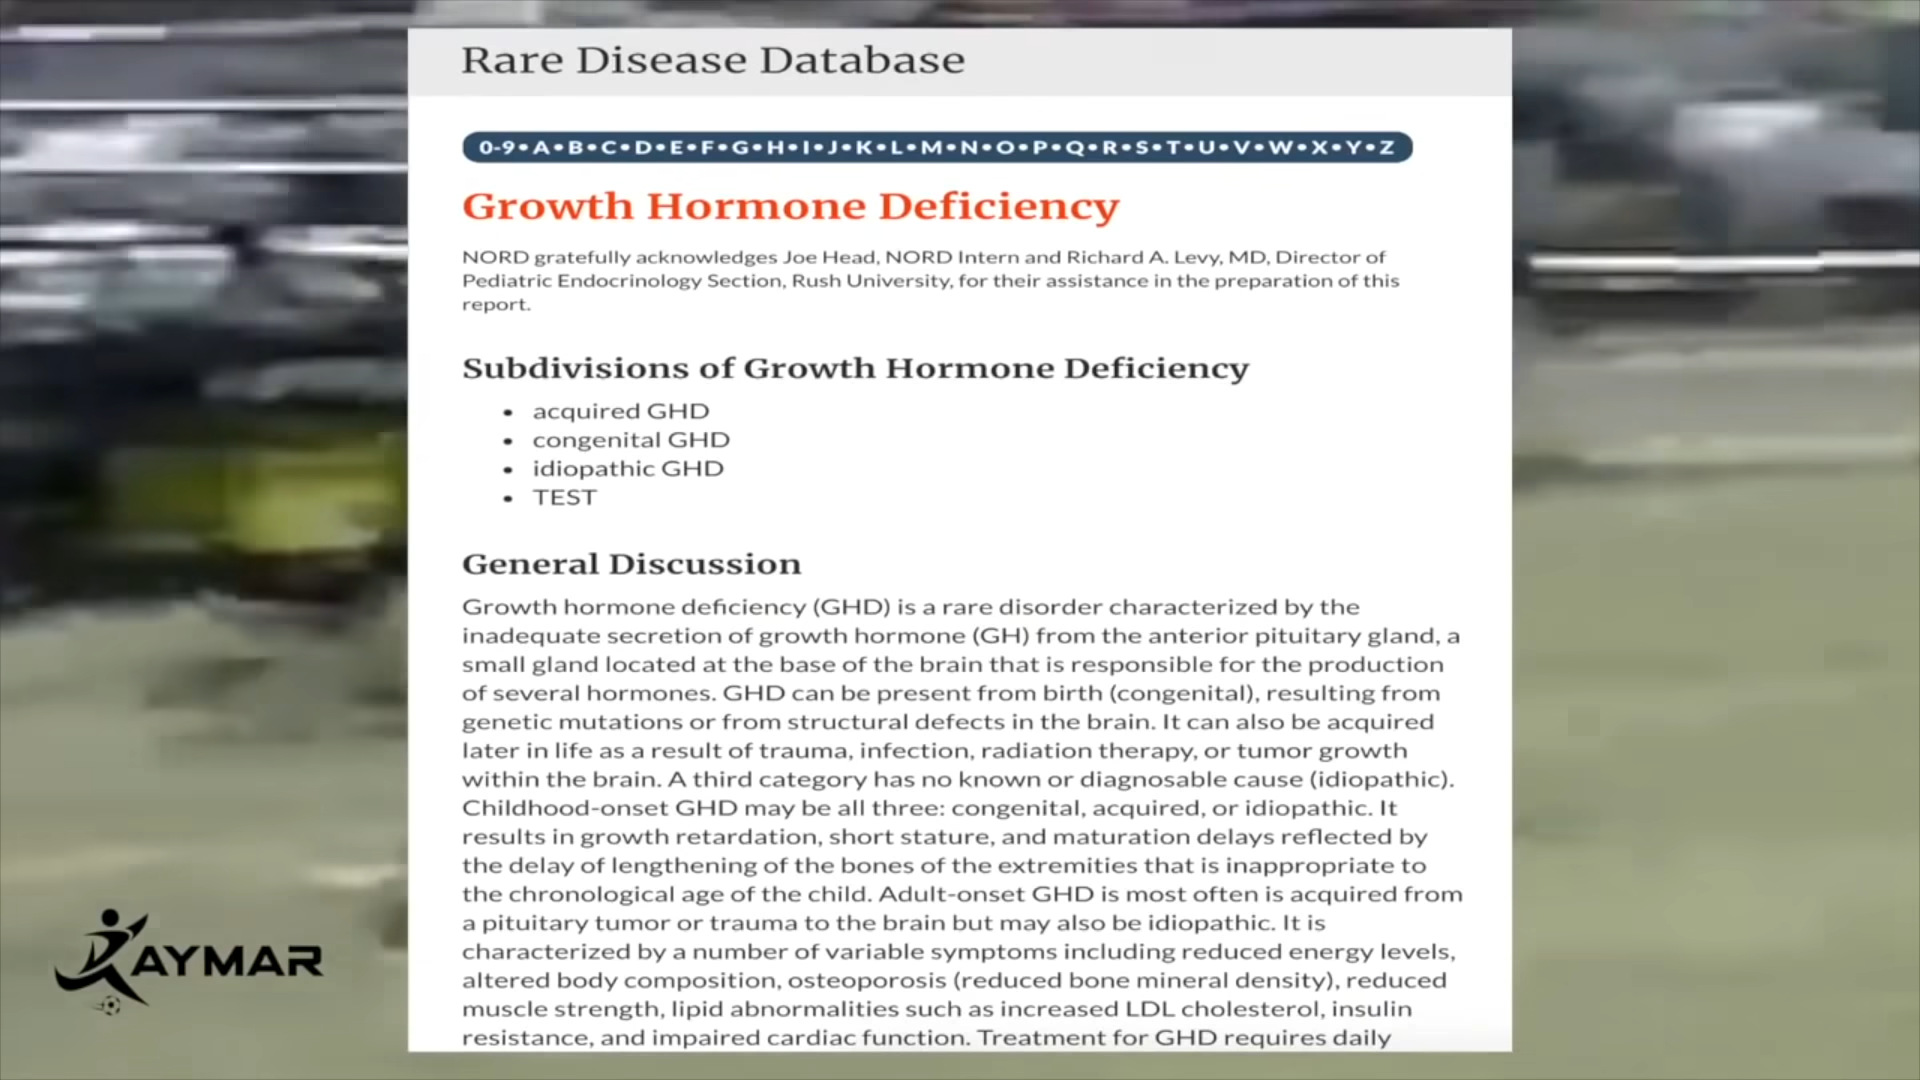 Rare Disease Database
0-9•A•B•C•D•E•F•G•H•I•J•K•L•M•N•O•P•Q•R•S•T•U•V•W•X•Y•Z
Growth Hormone Deficiency
NORD gratefully acknowledges Joe Head, NORD Intern and Richard A. Levy, MD, Director of
Pediatric Endocrinology Section, Rush University, for their assistance in the preparation of this
report.
Subdivisions of Growth Hormone Deficiency
• acquired GHD
• congenital GHD
• idiopathic GHD
• TEST
General Discussion
Growth hormone deficiency (GHD) is a rare disorder characterized by the
inadequate secretion of growth hormone (GH) from the anterior pituitary gland, a
small gland located at the base of the brain that is responsible for the production
of several hormones. GHD can be present from birth (congenital), resulting from
genetic mutations or from structural defects in the brain. It can also be acquired
later in life as a result of trauma, infection, radiation therapy, or tumor growth
within the brain. A third category has no known or diagnosable cause (idiopathic).
Childhood-onset GHD may be all three: congenital, acquired, or idiopathic. It
results in growth retardation, short stature, and maturation delays reflected by
the delay of lengthening of the bones of the extremities that is inappropriate to
the chronological age of the child. Adult-onset GHD is most often is acquired from
a pituitary tumor or trauma to the brain but may also be idiopathic. It is
characterized by a number of variable symptoms including reduced energy levels,
altered body composition, osteoporosis (reduced bone mineral density), reduced
muscle strength, lipid abnormalities such as increased LDL cholesterol, insulin
resistance, and impaired cardiac function. Treatment for GHD requires daily
XAYMAR